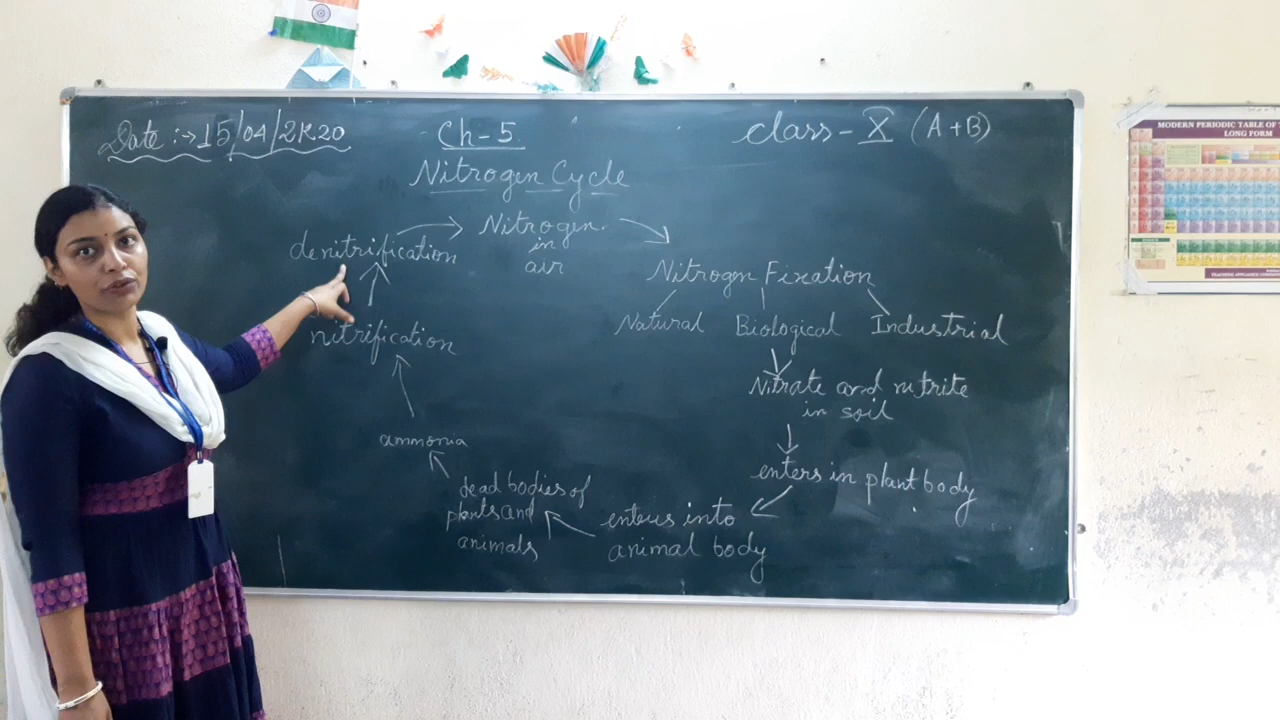 Date :→ 15/04/2K20
Ch-5
class - X (A+B)
Nitrogen Cycle
Nitrogen
in
air
denitrification
Nitrogen Fixation
Natural Biological Industrial
nitrification
Nitrate and nitrite
in soil
ammonia
enters in plant body
dead bodies of
plants and
animals
enters into
animal body
MODERN PERIODIC TABLE OF
LONG FORM